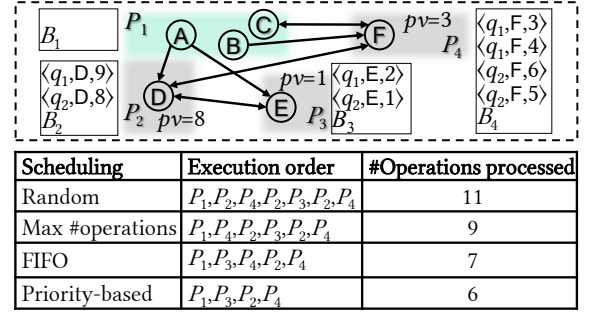 B1
P1
A
B
C
F
pv=3
P4
⟨q1,F,3⟩
⟨q1,F,4⟩
⟨q2,F,6⟩
⟨q2,F,5⟩
B4
⟨q1,D,9⟩
⟨q2,D,8⟩
B2
D
P2
pv=8
pv=1
E
P3
⟨q1,E,2⟩
⟨q2,E,1⟩
B3
Scheduling Execution order #Operations processed
Random P1,P2,P4,P2,P3,P2,P4 11
Max #operations P1,P4,P2,P3,P2,P4 9
FIFO P1,P3,P4,P2,P4 7
Priority-based P1,P3,P2,P4 6